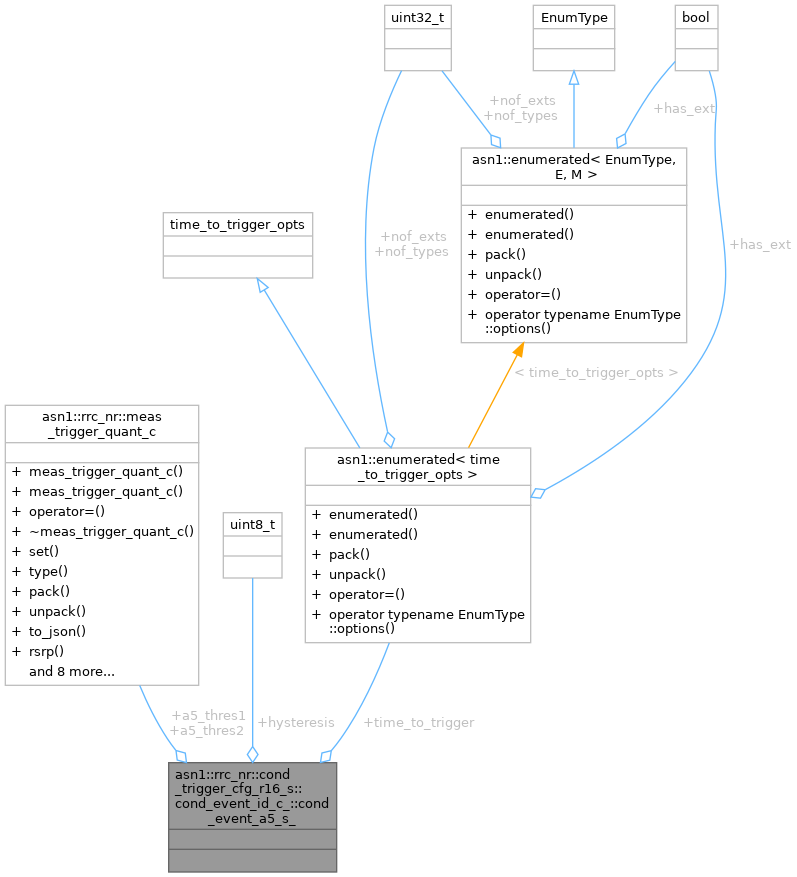 uint32_t
EnumType
bool
+nof_exts
+nof_types
+has_ext
asn1::enumerated< EnumType,
E, M >
+ enumerated()
+ enumerated()
+ pack()
+ unpack()
+ operator=()
+ operator typename EnumType
::options()
time_to_trigger_opts
+nof_exts
+nof_types
+has_ext
< time_to_trigger_opts >
asn1::rrc_nr::meas
_trigger_quant_c
+ meas_trigger_quant_c()
+ meas_trigger_quant_c()
+ operator=()
+ ~meas_trigger_quant_c()
+ set()
+ type()
+ pack()
+ unpack()
+ to_json()
+ rsrp()
and 8 more...
uint8_t
asn1::enumerated< time
_to_trigger_opts >
+ enumerated()
+ enumerated()
+ pack()
+ unpack()
+ operator=()
+ operator typename EnumType
::options()
+a5_thres1
+a5_thres2
+hysteresis
+time_to_trigger
asn1::rrc_nr::cond
_trigger_cfg_r16_s::
cond_event_id_c_::cond
_event_a5_s_